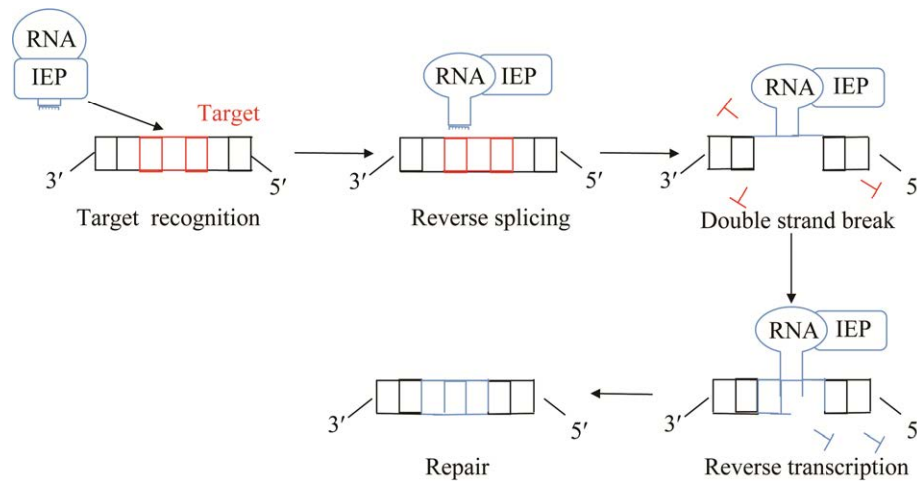 RNA
IEP
Target
3′
5′
Target recognition
RNA
IEP
3′
5′
Reverse splicing
RNA
IEP
3′
5
Double strand break
RNA
IEP
3′
5
Reverse transcription
3′
5′
Repair